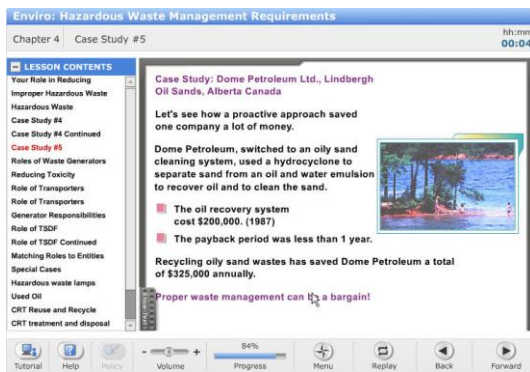 Enviro: Hazardous Waste Management Requirements
Chapter 4 Case Study #5
hh:mm
00:04
LESSON CONTENTS
Your Role in Reducing
Improper Hazardous Waste
Hazardous Waste
Case Study #4
Case Study #4 Continued
Case Study #5
Roles of Waste Generators
Reducing Toxicity
Role of Transporters
Role of Transporters
Generator Responsibilities
Role of TSDF
Role of TSDF Continued
Matching Roles to Entities
Special Cases
Hazardous waste lamps
Used Oil
CRT Reuse and Recycle
CRT treatment and disposal
Case Study: Dome Petroleum Ltd., Lindbergh
Oil Sands, Alberta Canada
Let's see how a proactive approach saved
one company a lot of money.
Dome Petroleum, switched to an oily sand
cleaning system, used a hydrocyclone to
separate sand from an oil and water emulsion
to recover oil and to clean the sand.
The oil recovery system
cost $200,000. (1987)
The payback period was less than 1 year.
Recycling oily sand wastes has saved Dome Petroleum a total
of $325,000 annually.
Proper waste management can be a bargain!
84%
Tutorial Help Policy - + Volume Progress Menu Replay Back Forward